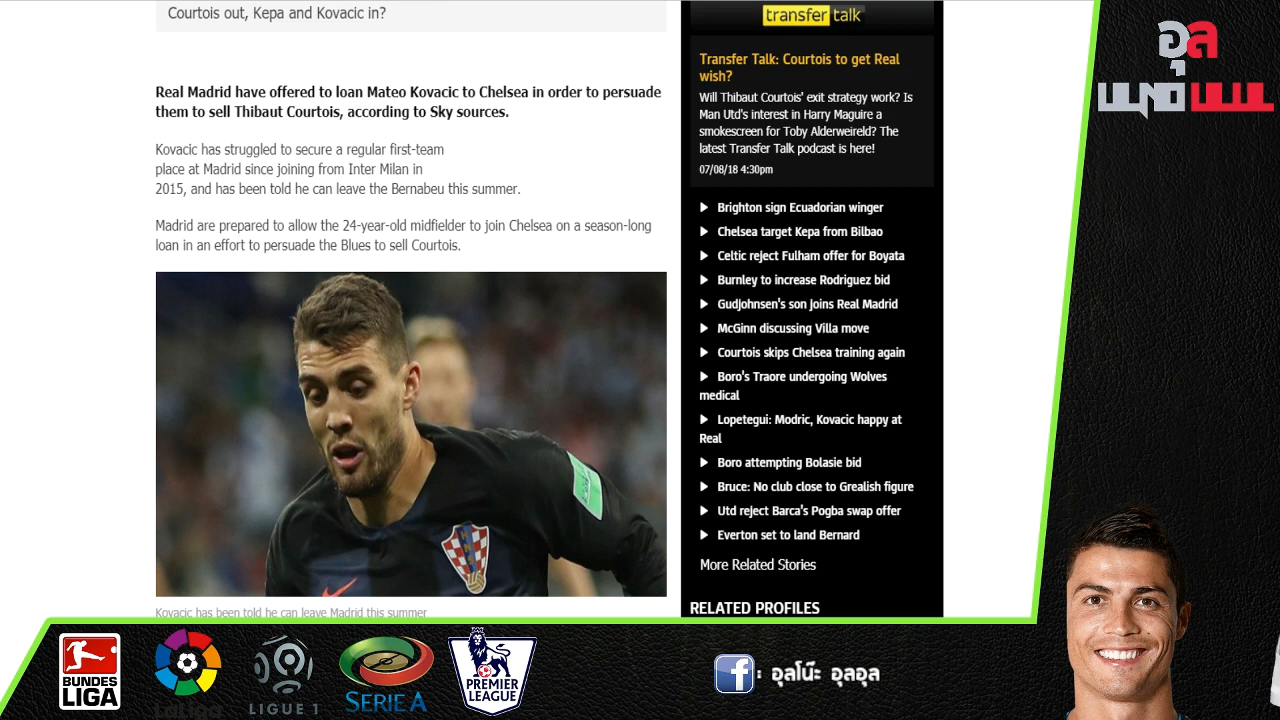 Courtois out, Kepa and Kovacic in?
Real Madrid have offered to loan Mateo Kovacic to Chelsea in order to persuade
them to sell Thibaut Courtois, according to Sky sources.
Kovacic has struggled to secure a regular first-team
place at Madrid since joining from Inter Milan in
2015, and has been told he can leave the Bernabeu this summer.
Madrid are prepared to allow the 24-year-old midfielder to join Chelsea on a season-long
loan in an effort to persuade the Blues to sell Courtois.
Kovacic has been told he can leave Madrid this summer
transfer talk
Transfer Talk: Courtois to get Real
wish?
Will Thibaut Courtois' exit strategy work? Is
Man Utd's interest in Harry Maguire a
smokescreen for Toby Alderweireld? The
latest Transfer Talk podcast is here!
07/08/18 4:30pm
Brighton sign Ecuadorian winger
Chelsea target Kepa from Bilbao
Celtic reject Fulham offer for Boyata
Burnley to increase Rodriguez bid
Gudjohnsen's son joins Real Madrid
McGinn discussing Villa move
Courtois skips Chelsea training again
Boro's Traore undergoing Wolves
medical
Lopetegui: Modric, Kovacic happy at
Real
Boro attempting Bolasie bid
Bruce: No club close to Grealish figure
Utd reject Barca's Pogba swap offer
Everton set to land Bernard
More Related Stories
RELATED PROFILES
อุล
BUNDES
LIGA
LaLiga
LIGUE 1
SERIE A
PREMIER
LEAGUE
f : อุลโน๊ะ อุลอุล